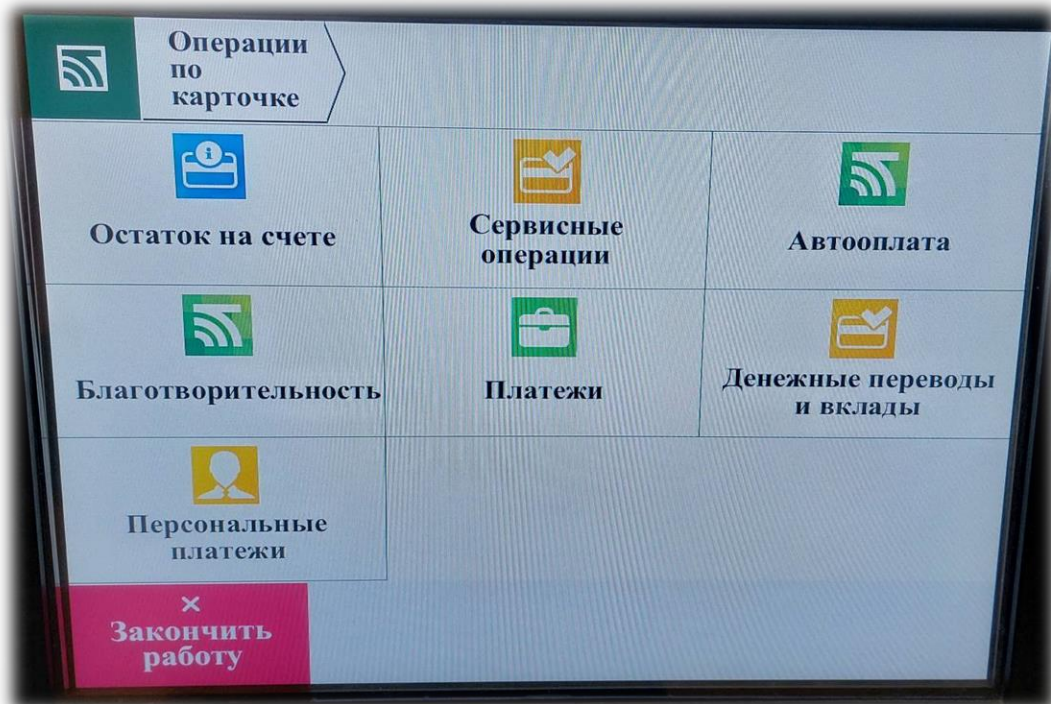 Операции
по
карточке
Остаток на счете
Сервисные
операции
Автооплата
Благотворительность
Платежи
Денежные переводы
и вклады
Персональные
платежи
Закончить
работу